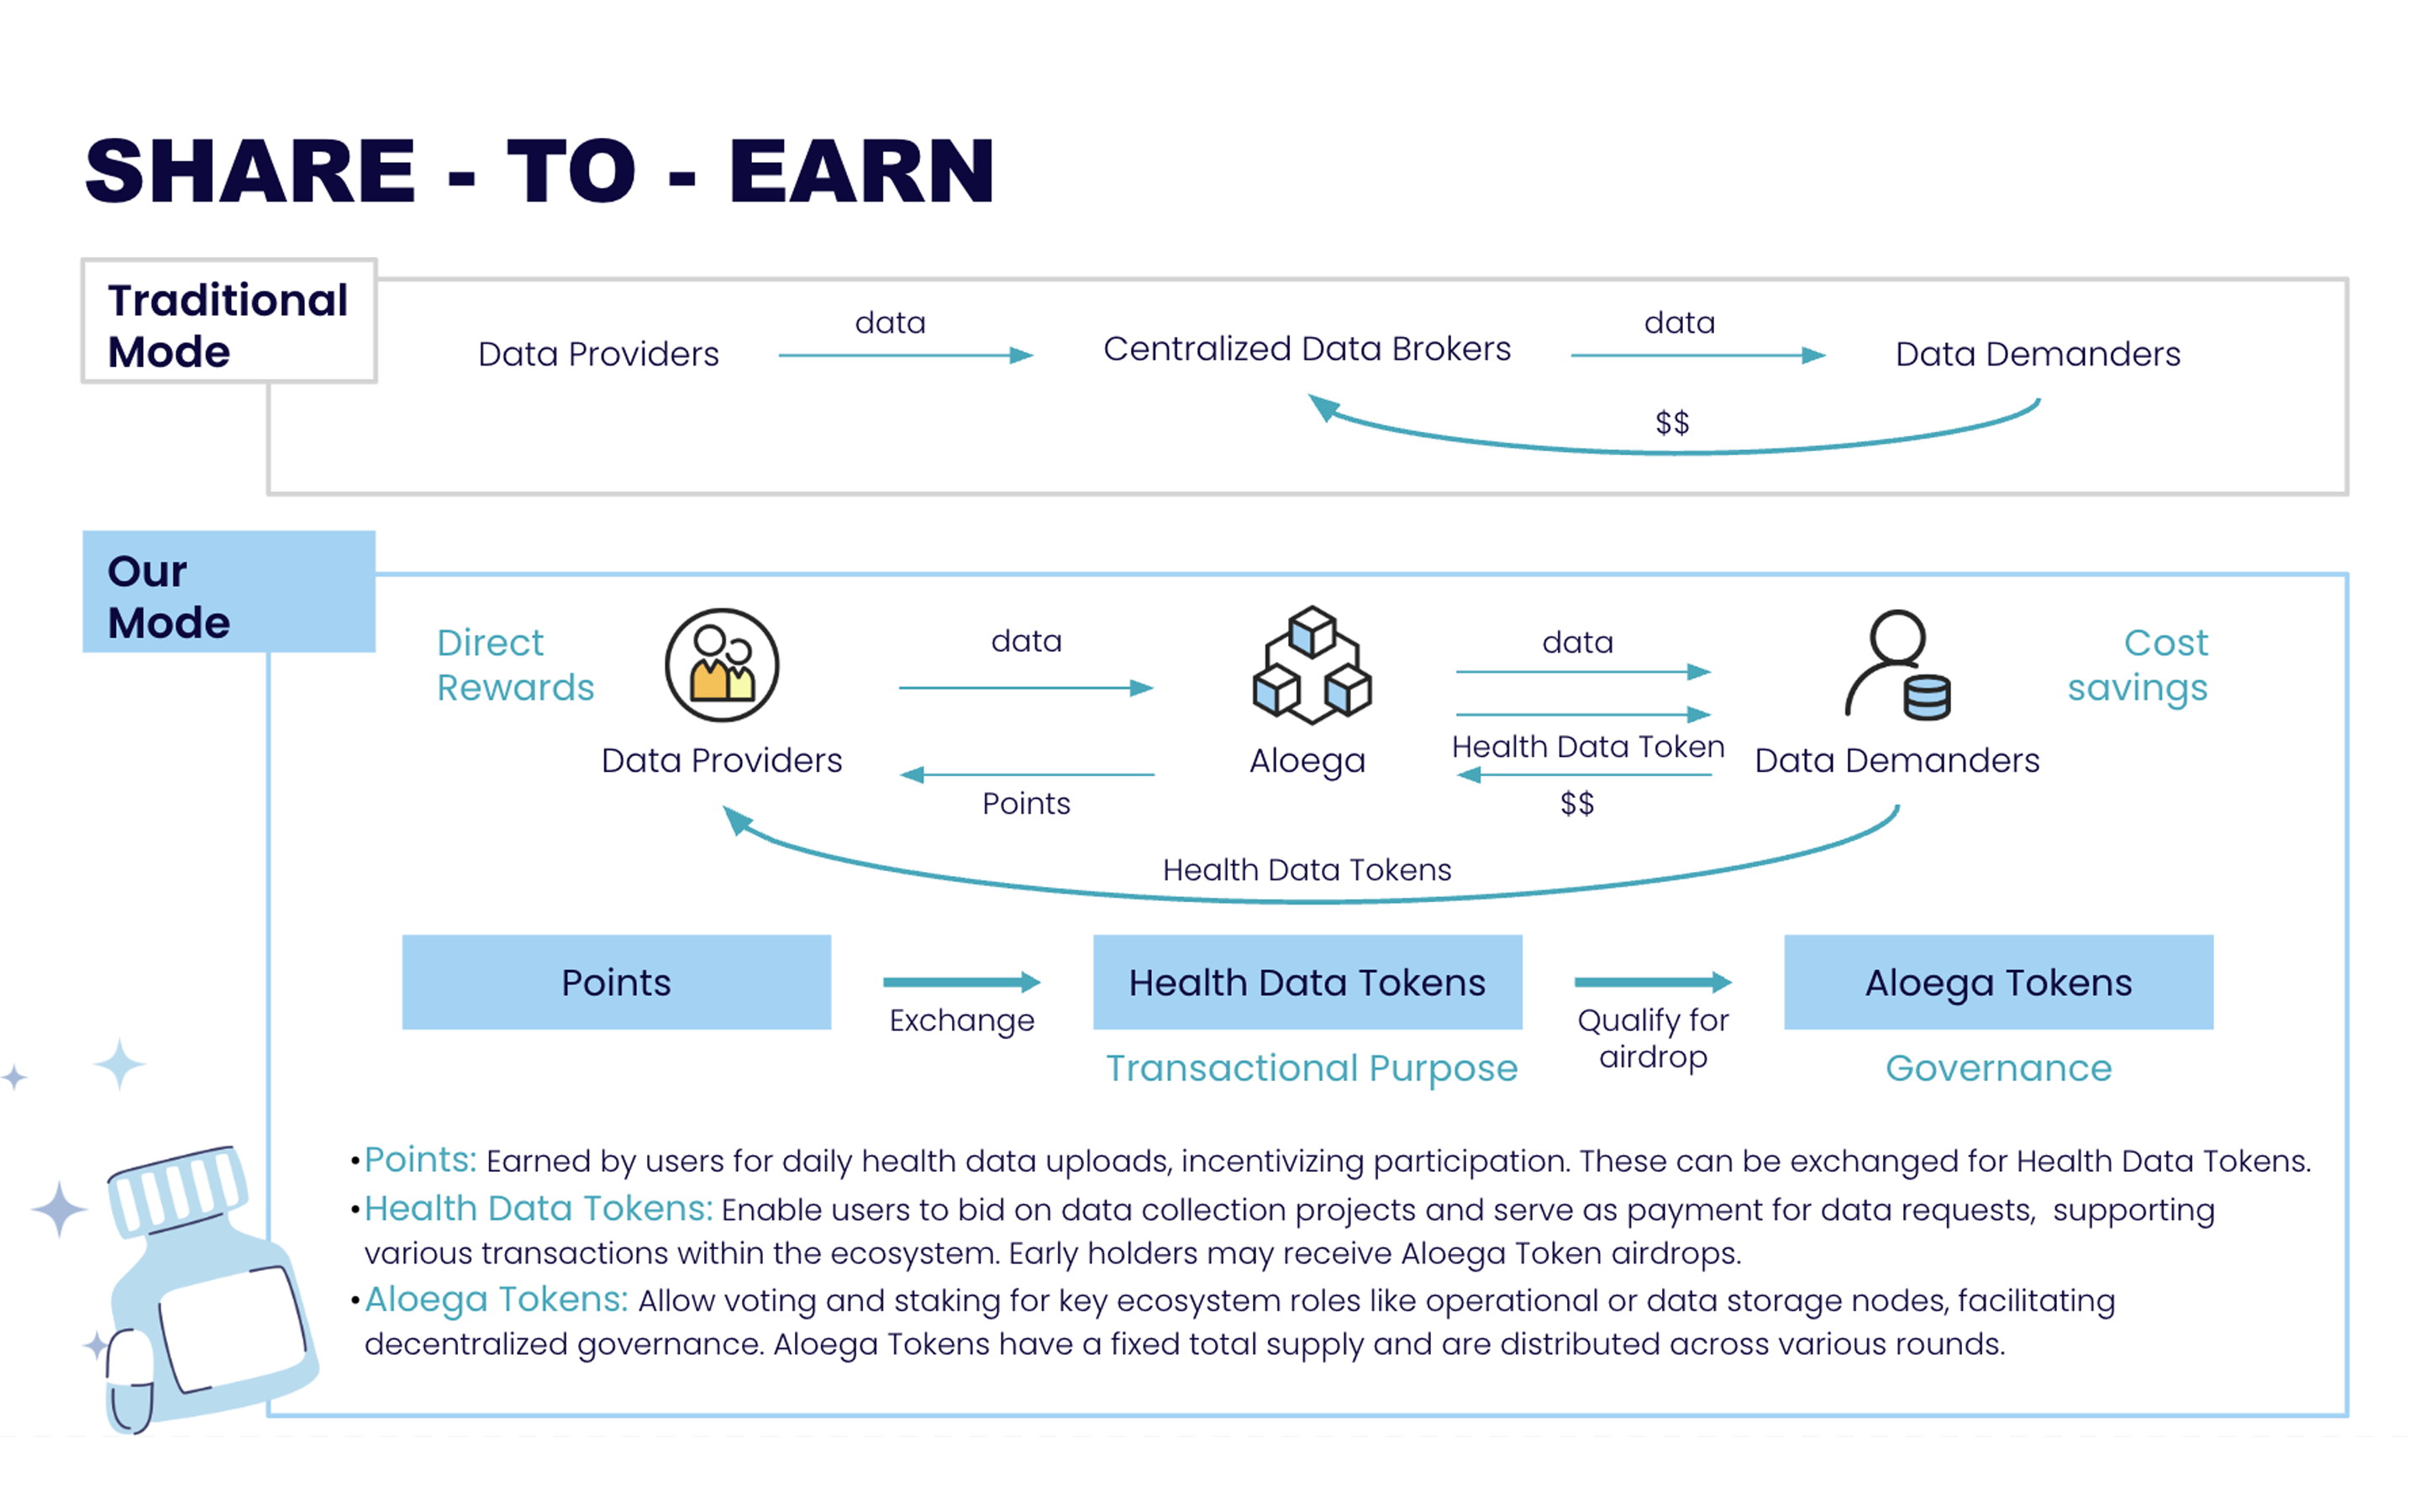 SHARE - TO - EARN
Traditional
Mode
Data Providers
data
Centralized Data Brokers
data
Data Demanders
$$
Our
Mode
Direct
Rewards
Data Providers
data
Points
Aloega
data
Health Data Token
$$
Data Demanders
Cost
savings
Health Data Tokens
Points
Exchange
Health Data Tokens
Transactional Purpose
Qualify for
airdrop
Aloega Tokens
Governance
•Points: Earned by users for daily health data uploads, incentivizing participation. These can be exchanged for Health Data Tokens.
•Health Data Tokens: Enable users to bid on data collection projects and serve as payment for data requests,  supporting
various transactions within the ecosystem. Early holders may receive Aloega Token airdrops.
•Aloega Tokens: Allow voting and staking for key ecosystem roles like operational or data storage nodes, facilitating
decentralized governance. Aloega Tokens have a fixed total supply and are distributed across various rounds.